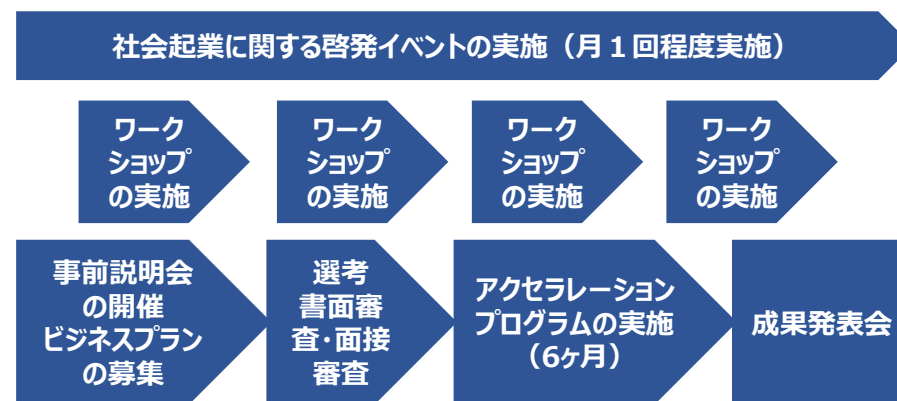 社会起業に関する啓発イベントの実施（月１回程度実施）
ワーク
ショップ
の実施
ワーク
ショップ
の実施
ワーク
ショップ
の実施
ワーク
ショップ
の実施
事前説明会
の開催
ビジネスプラン
の募集
選考
書面審
査・面接
審査
アクセラレーション
プログラムの実施
（6ヶ月）
成果発表会